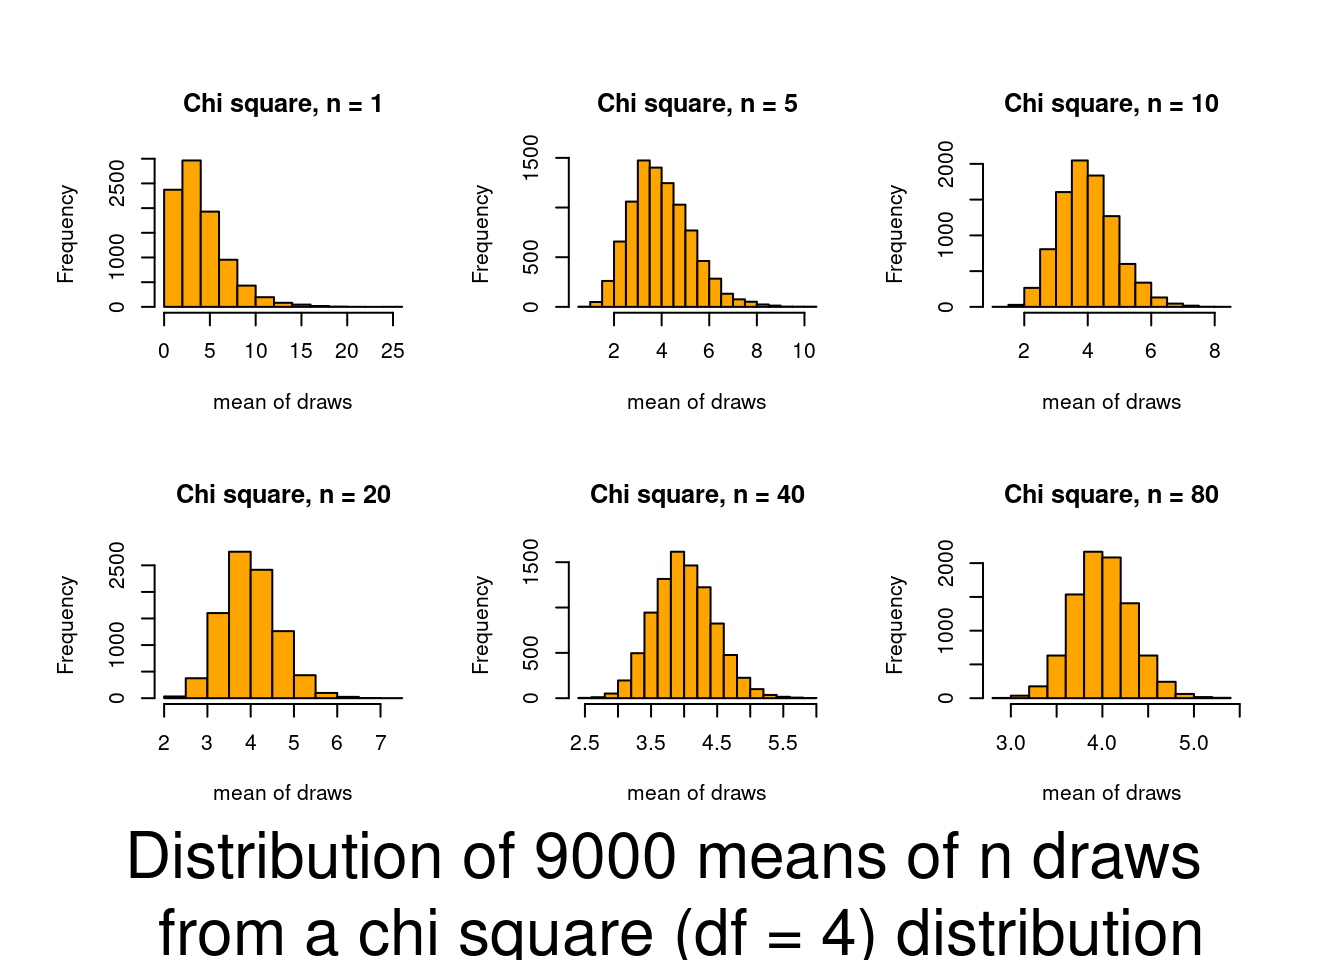 Chi square, n = 1
Frequency
0 1000 2500
0 5 10 15 20 25
mean of draws
Chi square, n = 5
Frequency
0 500 1500
2 4 6 8 10
mean of draws
Chi square, n = 10
Frequency
0 1000 2000
2 4 6 8
mean of draws
Chi square, n = 20
Frequency
0 1000 2500
2 3 4 5 6 7
mean of draws
Chi square, n = 40
Frequency
0 500 1500
2.5 3.5 4.5 5.5
mean of draws
Chi square, n = 80
Frequency
0 1000 2000
3.0 4.0 5.0
mean of draws
Distribution of 9000 means of n draws
from a chi square (df = 4) distribution